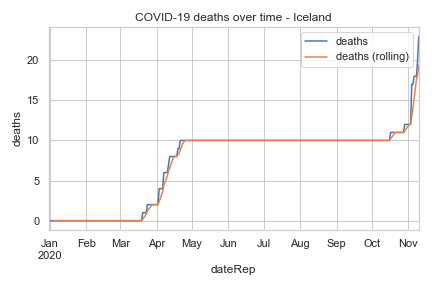 COVID-19 deaths over time - Iceland
deaths
deaths (rolling)
20
15
10
5
0
deaths
Jan Feb Mar Apr May Jun Jul Aug Sep Oct Nov
2020
dateRep